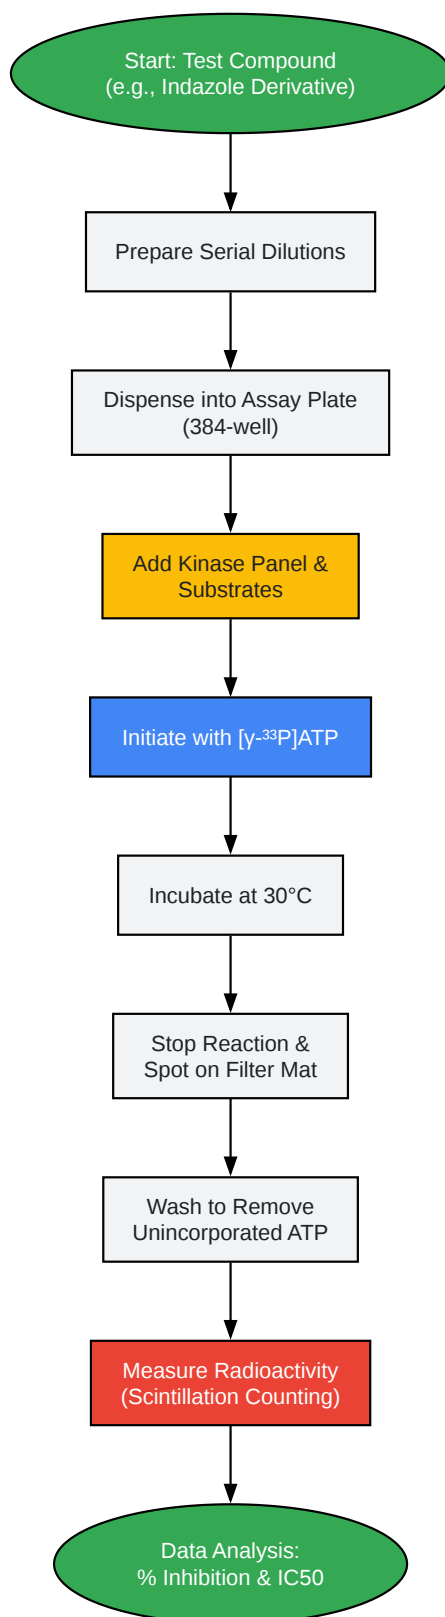 Start: Test Compound
(e.g., Indazole Derivative)
Prepare Serial Dilutions
Dispense into Assay Plate
(384-well)
Add Kinase Panel &
Substrates
Initiate with [γ-³³P]ATP
Incubate at 30°C
Stop Reaction &
Spot on Filter Mat
Wash to Remove
Unincorporated ATP
Measure Radioactivity
(Scintillation Counting)
Data Analysis:
% Inhibition & IC50